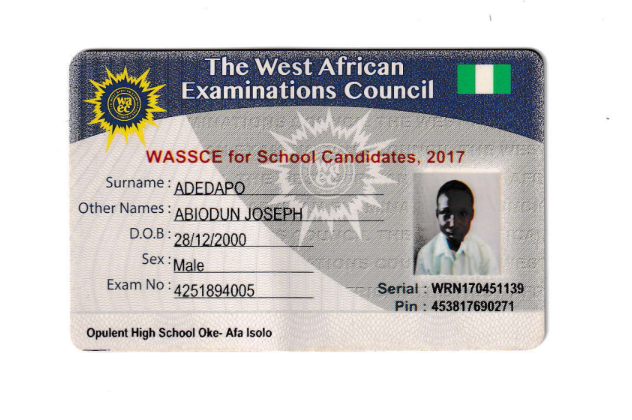 The West African
Examinations Council
WASSCE for School Candidates, 2017
Surname : ADEDAPO
Other Names : ABIODUN JOSEPH
D.O.B : 28/12/2000
Sex : Male
Exam No : 4251894005
Serial : WRN170451139
Pin : 453817690271
Opulent High School Oke- Afa Isolo